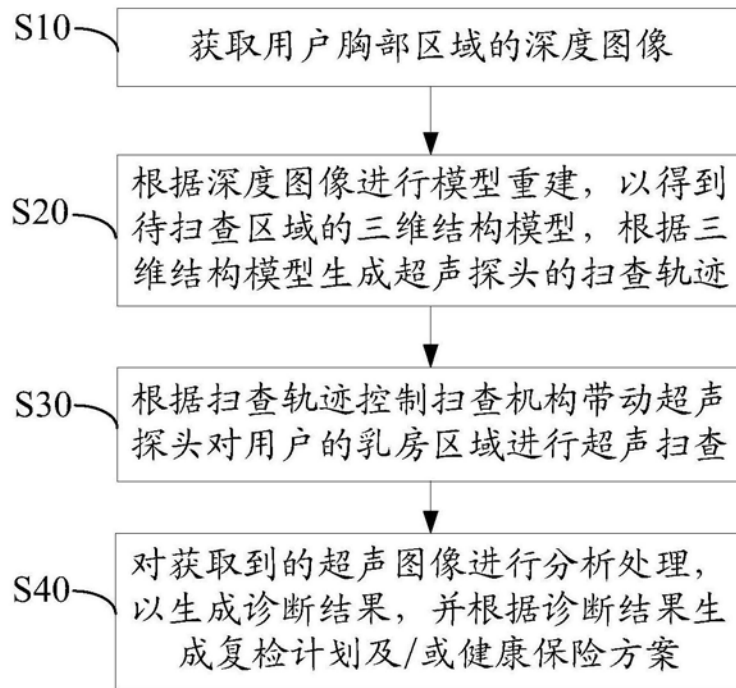 S10
获取用户胸部区域的深度图像
S20
根据深度图像进行模型重建，以得到
待扫查区域的三维结构模型，根据三
维结构模型生成超声探头的扫查轨迹
S30
根据扫查轨迹控制扫查机构带动超声
探头对用户的乳房区域进行超声扫查
S40
对获取到的超声图像进行分析处理，
以生成诊断结果，并根据诊断结果生
成复检计划及/或健康保险方案